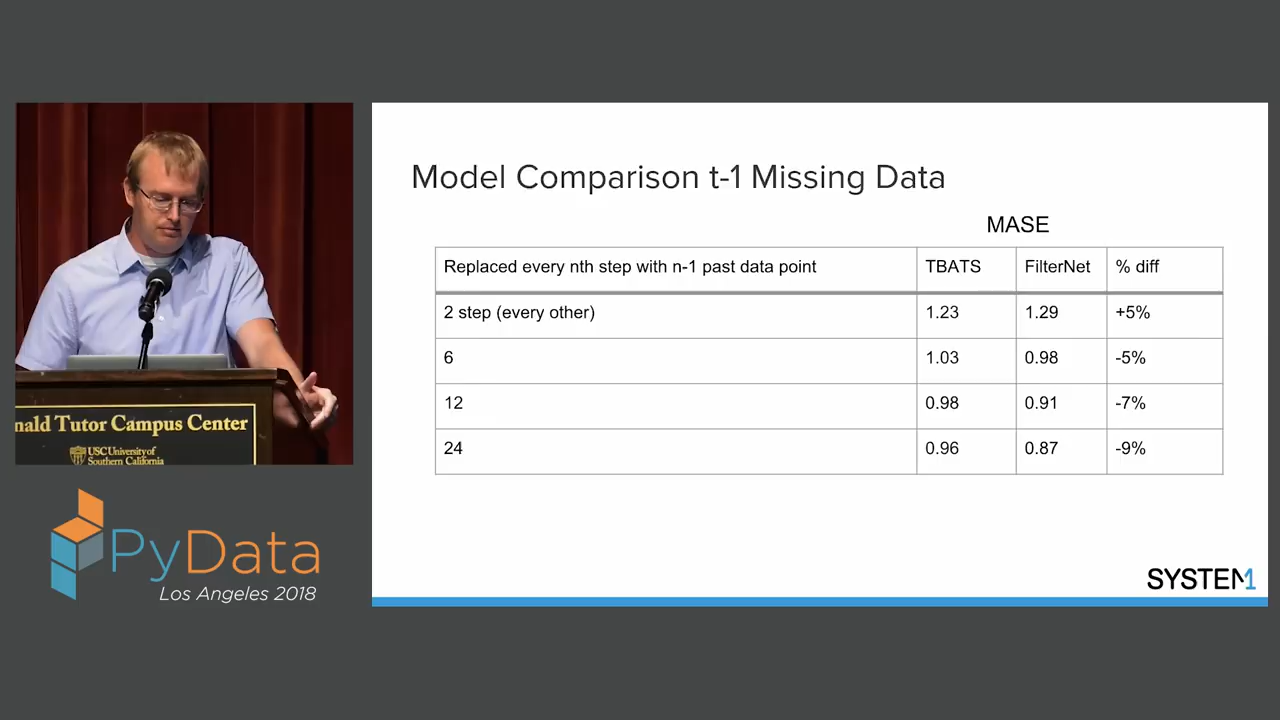 Model Comparison t-1 Missing Data
MASE
Replaced every nth step with n-1 past data point TBATS FilterNet % diff
2 step (every other) 1.23 1.29 +5%
6 1.03 0.98 -5%
12 0.98 0.91 -7%
24 0.96 0.87 -9%
SYSTEM1
nald Tutor Campus Center
USC University of
Southern California
PyData
Los Angeles 2018